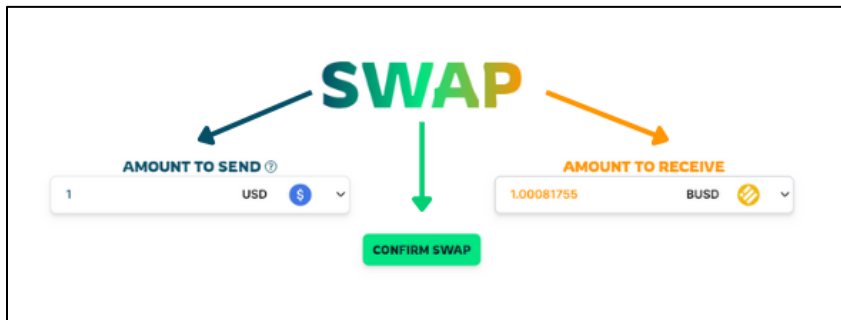 SWAP
AMOUNT TO SEND ?
1 USD $
AMOUNT TO RECEIVE
1.00081755 BUSD
CONFIRM SWAP